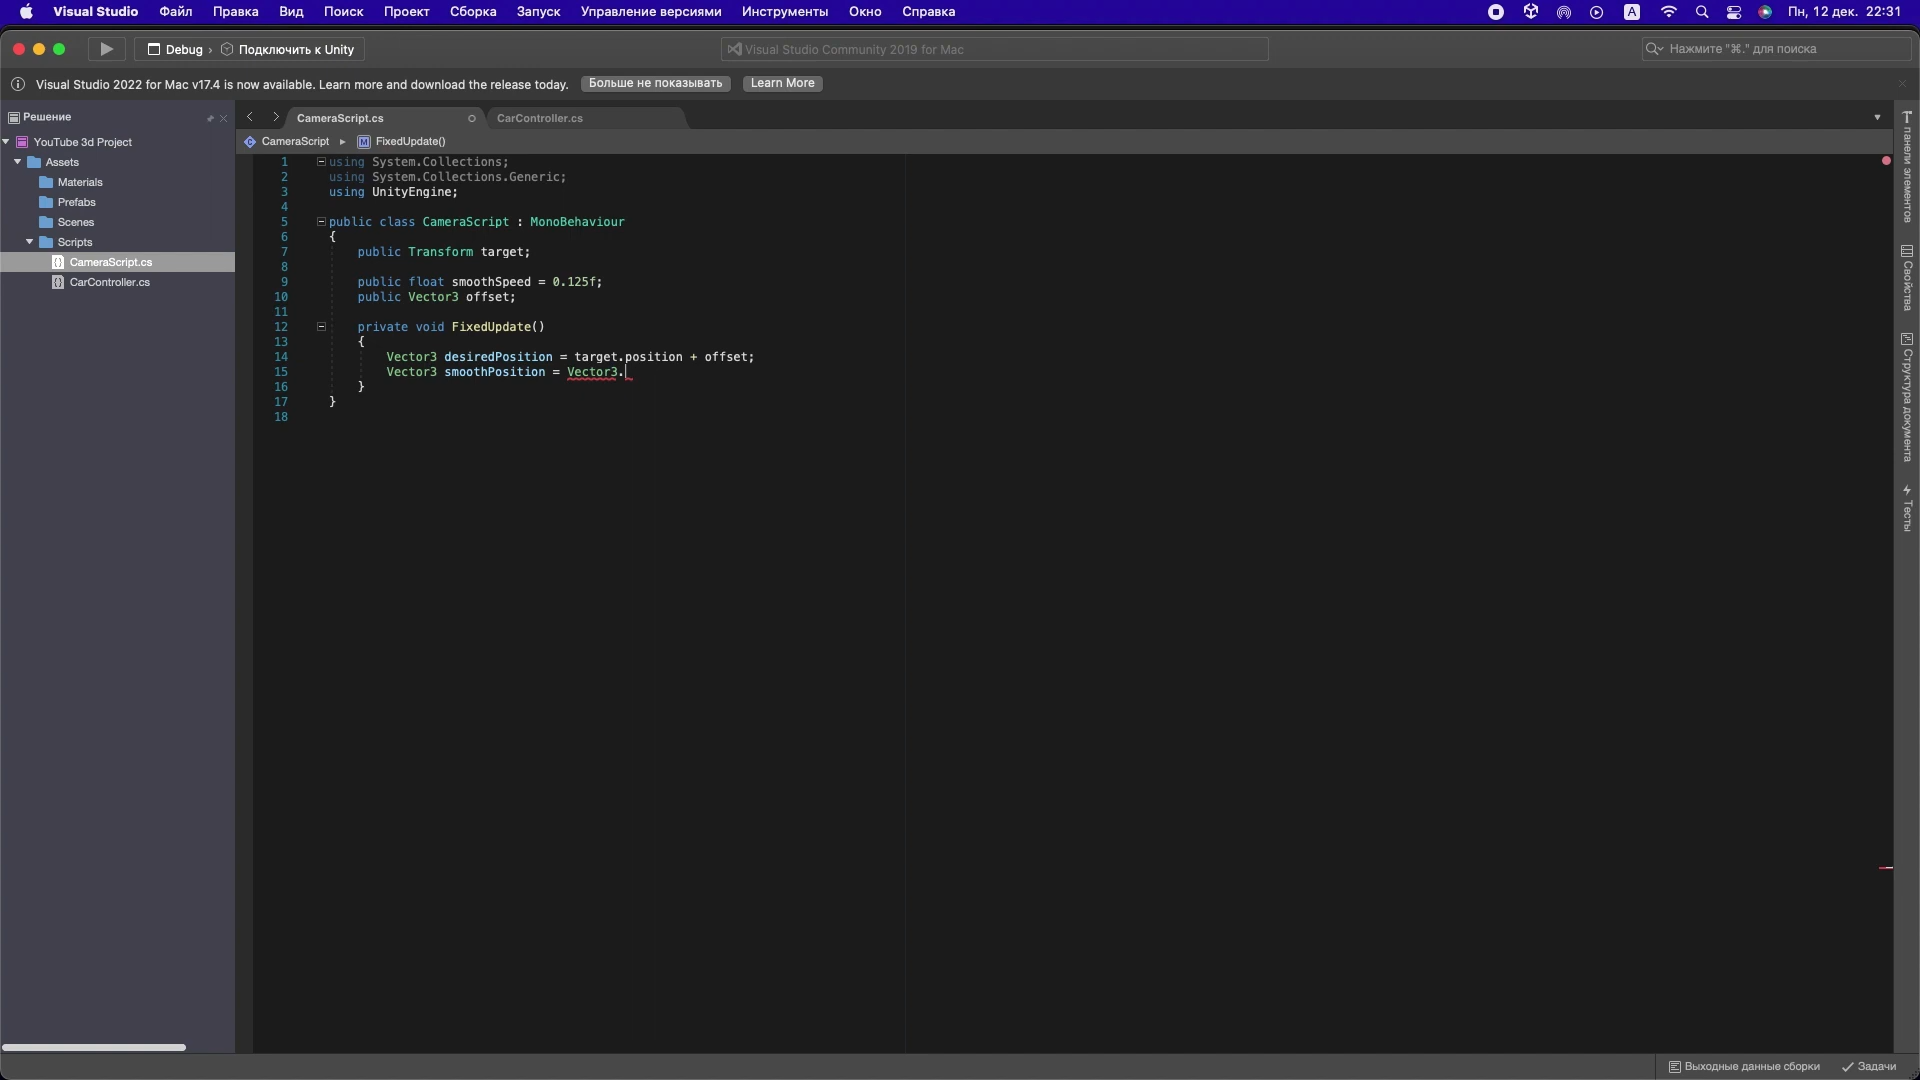 Visual Studio Файл Правка Вид Поиск Проект Сборка Запуск Управление версиями Инструменты Окно Справка A Пн, 12 дек. 22:31
Debug › Подключить к Unity Visual Studio Community 2019 for Mac Нажмите "⌘." для поиска
Visual Studio 2022 for Mac v17.4 is now available. Learn more and download the release today. Больше не показывать Learn More
Решение
YouTube 3d Project
Assets
Materials
Prefabs
Scenes
Scripts
CameraScript.cs
CarController.cs
CameraScript.cs CarController.cs
CameraScript ▸ M FixedUpdate()
1 using System.Collections;
2 using System.Collections.Generic;
3 using UnityEngine;
4
5 public class CameraScript : MonoBehaviour
6 {
7 public Transform target;
8
9 public float smoothSpeed = 0.125f;
10 public Vector3 offset;
11
12 private void FixedUpdate()
13 {
14 Vector3 desiredPosition = target.position + offset;
15 Vector3 smoothPosition = Vector3.
16 }
17 }
18
панели элементов
Свойства
Структура документа
Тесты
Выходные данные сборки Задачи